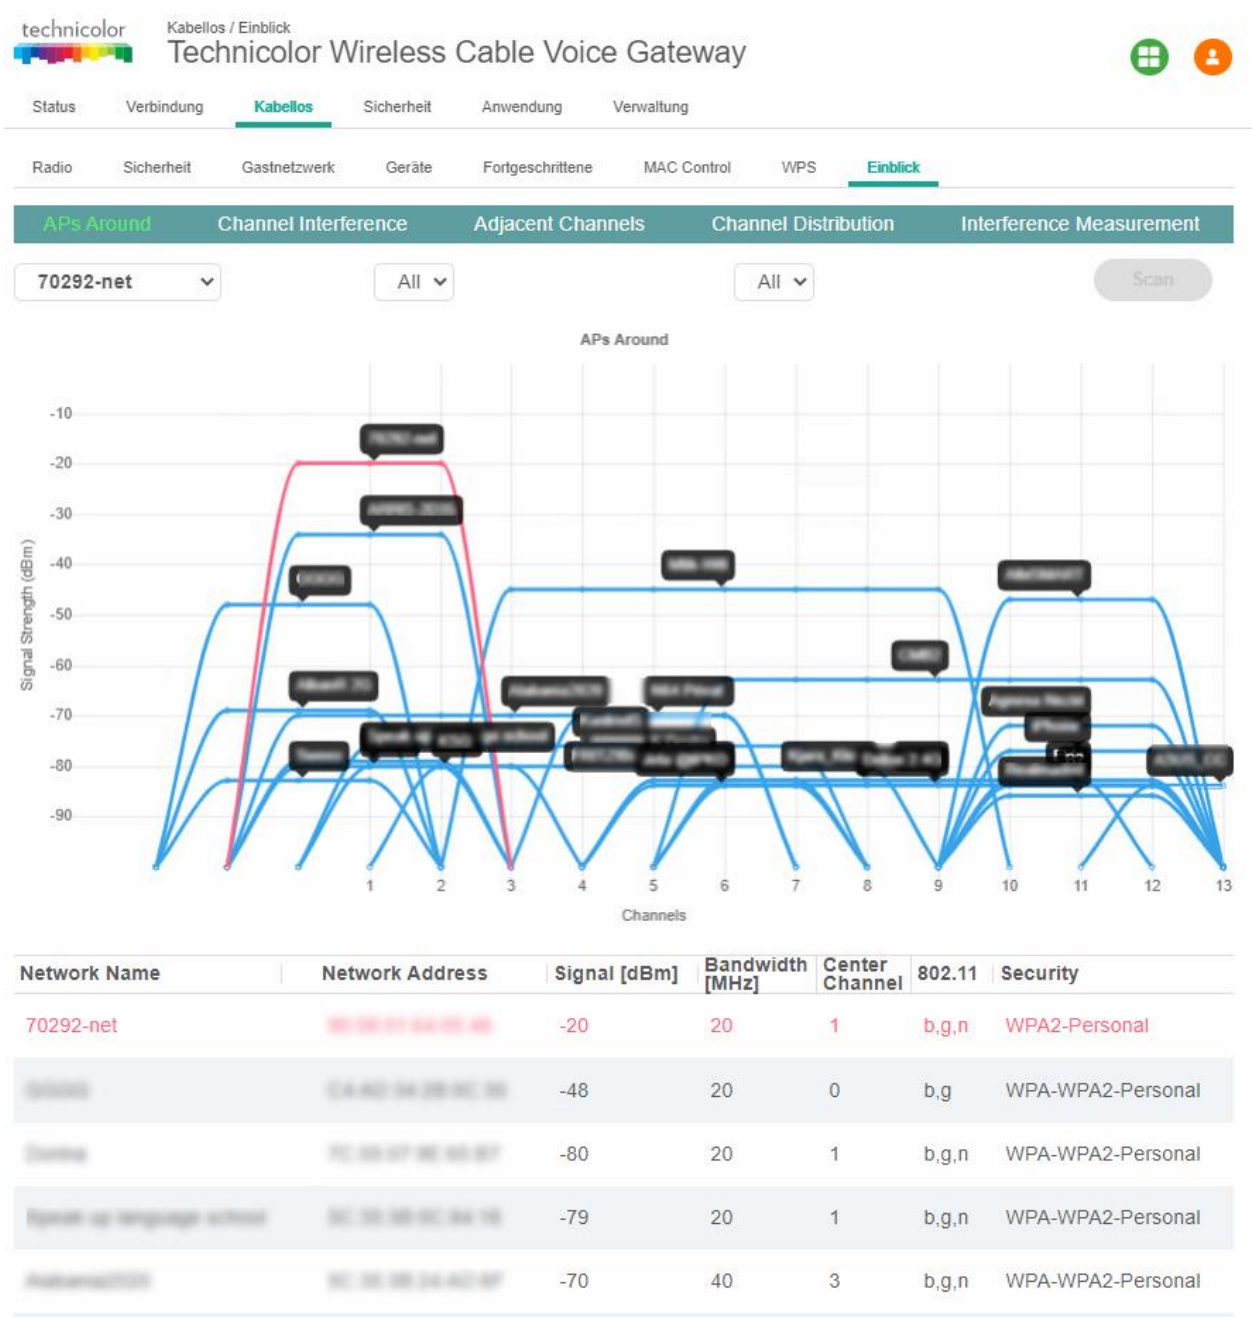 technicolor
Kabellos / Einblick
Technicolor Wireless Cable Voice Gateway
Status Verbindung Kabellos Sicherheit Anwendung Verwaltung
Radio Sicherheit Gastnetzwerk Geräte Fortgeschrittene MAC Control WPS Einblick
APs Around Channel Interference Adjacent Channels Channel Distribution Interference Measurement
70292-net All All Scan
APs Around
-10
-20
-30
-40
-50
-60
-70
-80
-90
Signal Strength (dBm)
1 2 3 4 5 6 7 8 9 10 11 12 13
Channels
Network Name Network Address Signal [dBm] Bandwidth [MHz] Center Channel 802.11 Security
70292-net -20 20 1 b,g,n WPA2-Personal
-48 20 0 b,g WPA-WPA2-Personal
-80 20 1 b,g,n WPA-WPA2-Personal
-79 20 1 b,g,n WPA-WPA2-Personal
-70 40 3 b,g,n WPA-WPA2-Personal